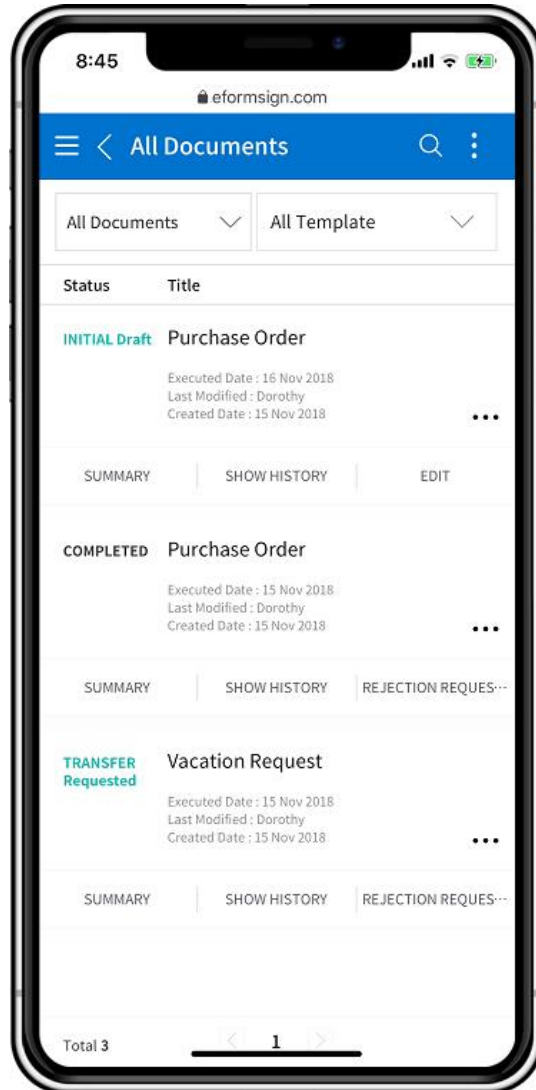 8:45
eformsign.com
All Documents
All Documents All Template
Status Title
INITIAL Draft Purchase Order
Executed Date : 16 Nov 2018
Last Modified : Dorothy
Created Date : 15 Nov 2018
SUMMARY SHOW HISTORY EDIT
COMPLETED Purchase Order
Executed Date : 15 Nov 2018
Last Modified : Dorothy
Created Date : 15 Nov 2018
SUMMARY SHOW HISTORY REJECTION REQUES···
TRANSFER Requested Vacation Request
Executed Date : 15 Nov 2018
Last Modified : Dorothy
Created Date : 15 Nov 2018
SUMMARY SHOW HISTORY REJECTION REQUES···
Total 3 1